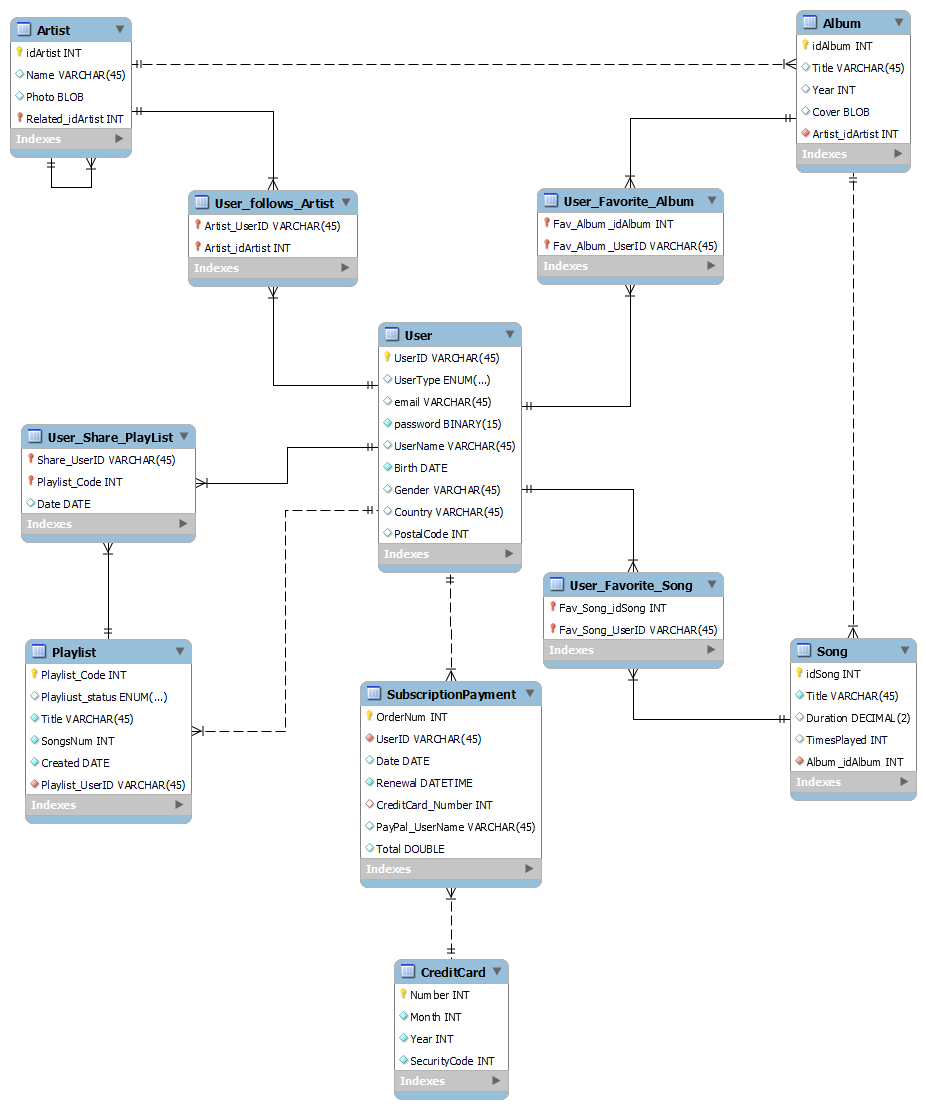 Artist
idArtist INT
Name VARCHAR(45)
Photo BLOB
Related_idArtist INT
Indexes
Album
idAlbum INT
Title VARCHAR(45)
Year INT
Cover BLOB
Artist_idArtist INT
Indexes
User_follows_Artist
Artist_UserID VARCHAR(45)
Artist_idArtist INT
Indexes
User_Favorite_Album
Fav_Album_idAlbum INT
Fav_Album_UserID VARCHAR(45)
Indexes
User
UserID VARCHAR(45)
UserType ENUM(...)
email VARCHAR(45)
password BINARY(15)
UserName VARCHAR(45)
Birth DATE
Gender VARCHAR(45)
Country VARCHAR(45)
PostalCode INT
Indexes
User_Share_PlayList
Share_UserID VARCHAR(45)
Playlist_Code INT
Date DATE
Indexes
User_Favorite_Song
Fav_Song_idSong INT
Fav_Song_UserID VARCHAR(45)
Indexes
Playlist
Playlist_Code INT
Playliust_status ENUM(...)
Title VARCHAR(45)
SongsNum INT
Created DATE
Playlist_UserID VARCHAR(45)
Indexes
Song
idSong INT
Title VARCHAR(45)
Duration DECIMAL(2)
TimesPlayed INT
Album_idAlbum INT
Indexes
SubscriptionPayment
OrderNum INT
UserID VARCHAR(45)
Date DATE
Renewal DATETIME
CreditCard_Number INT
PayPal_UserName VARCHAR(45)
Total DOUBLE
Indexes
CreditCard
Number INT
Month INT
Year INT
SecurityCode INT
Indexes